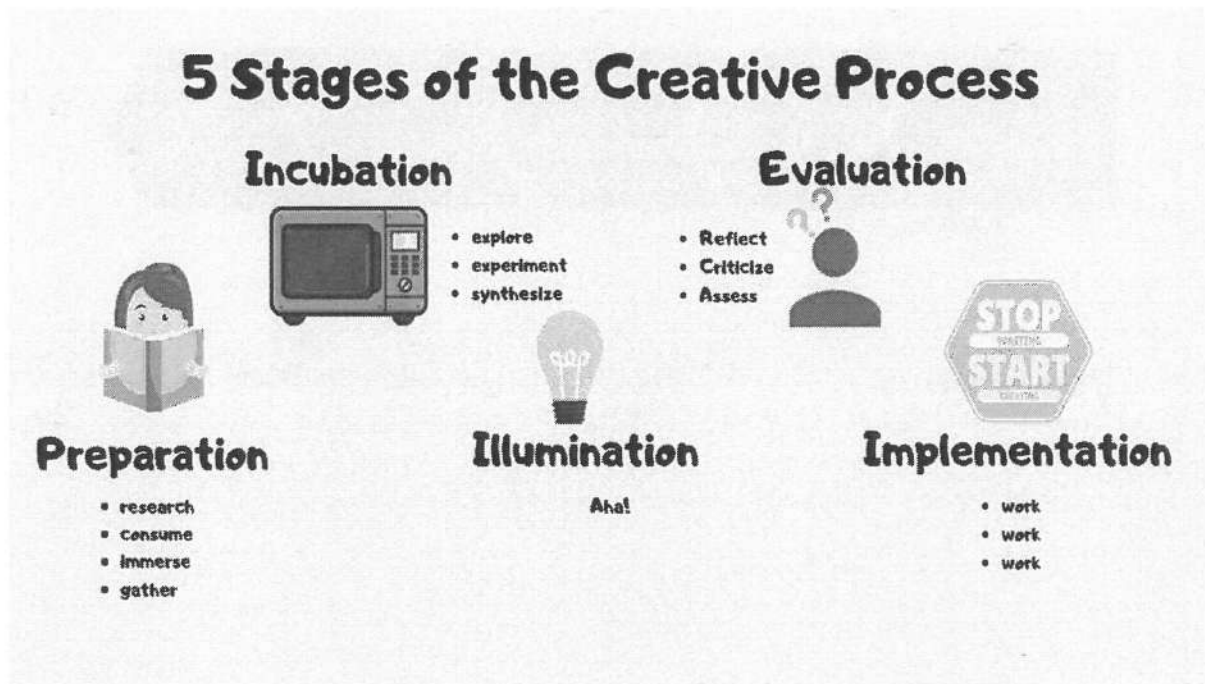 5 Stages of the Creative Process
Incubation
• explore
• experiment
• synthesize
Evaluation
• Reflect
• Criticize
• Assess
Preparation
• research
• consume
• immerse
• gather
Illumination
Aha!
STOP
START
Implementation
• work
• work
• work